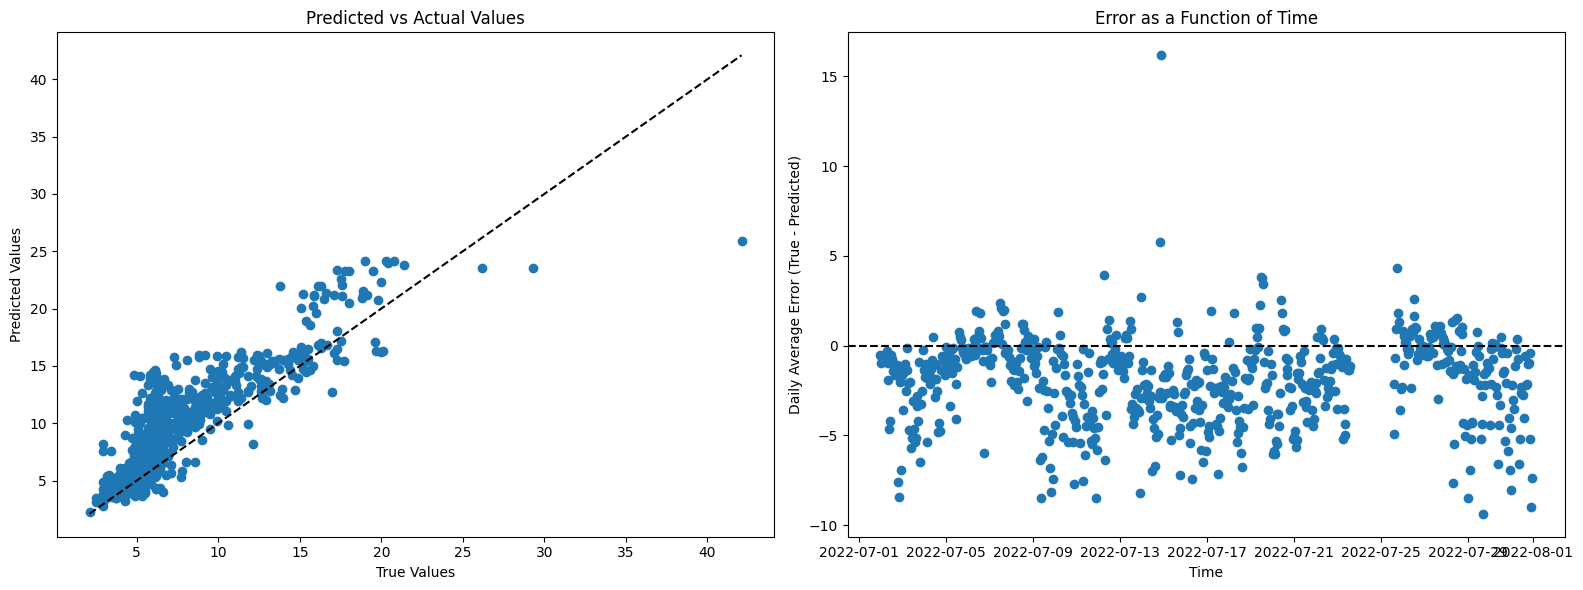 Predicted vs Actual Values
Predicted Values
40
35
30
25
20
15
10
5
5 10 15 20 25 30 35 40
True Values
Error as a Function of Time
Daily Average Error (True - Predicted)
15
10
5
0
−5
−10
2022-07-01 2022-07-05 2022-07-09 2022-07-13 2022-07-17 2022-07-21 2022-07-25 2022-07-29 2022-08-01
Time